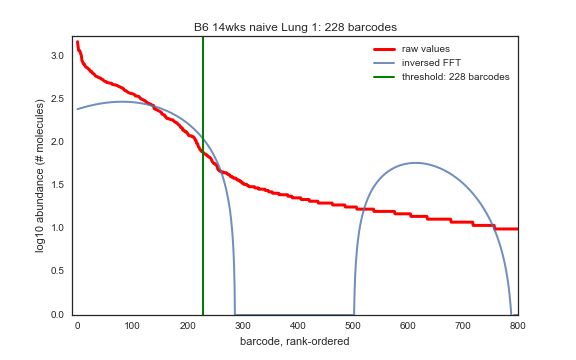 B6 14wks naive Lung 1: 228 barcodes
raw values
inversed FFT
threshold: 228 barcodes
log10 abundance (# molecules)
3.0
2.5
2.0
1.5
1.0
0.5
0.0
0 100 200 300 400 500 600 700 800
barcode, rank-ordered